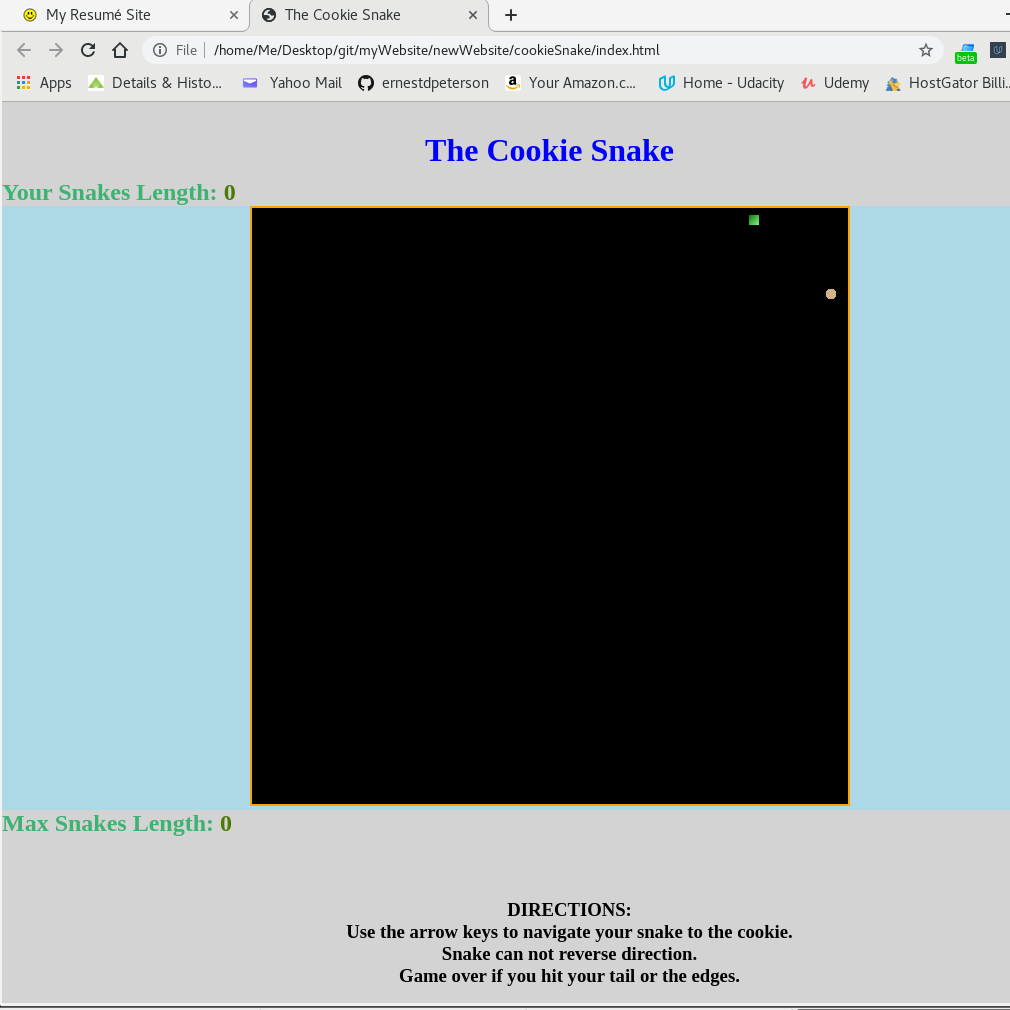 My Resumé Site
The Cookie Snake
File /home/Me/Desktop/git/myWebsite/newWebsite/cookieSnake/index.html
beta
Apps Details & Histo... Yahoo Mail ernestdpeterson Your Amazon.c... Home - Udacity Udemy HostGator Billi...
The Cookie Snake
Your Snakes Length: 0
Max Snakes Length: 0
DIRECTIONS:
Use the arrow keys to navigate your snake to the cookie.
Snake can not reverse direction.
Game over if you hit your tail or the edges.